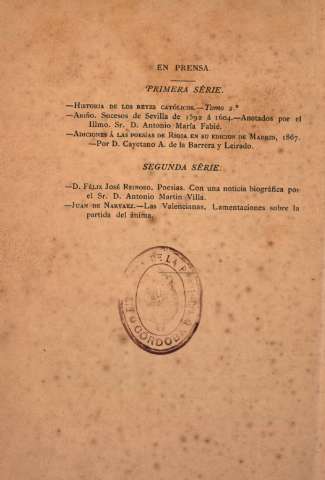 EN PRENSA.
PRIMERA SÉRIE.
—HISTORIA DE LOS REYES CATÓLICOS.—Tomo 2.º
—ARIÑO. Sucesos de Sevilla de 1592 á 1604.—Anotados por el
Illmo. Sr. D. Antonio María Fabié.
—ADICIONES Á LAS POESÍAS DE RIOJA EN SU EDICION DE MADRID, 1867.
—Por D. Cayetano A. de la Barrera y Leirado.
SEGUNDA SÉRIE.
—D. FÉLIX JOSÉ REINOSO. Poesías. Con una noticia biográfica por
el Sr. D. Antonio Martin Villa.
—JUAN DE NARVAEZ.—Las Valencianas. Lamentaciones sobre la
partida del ánima.
DE LA
CÓRDOBA